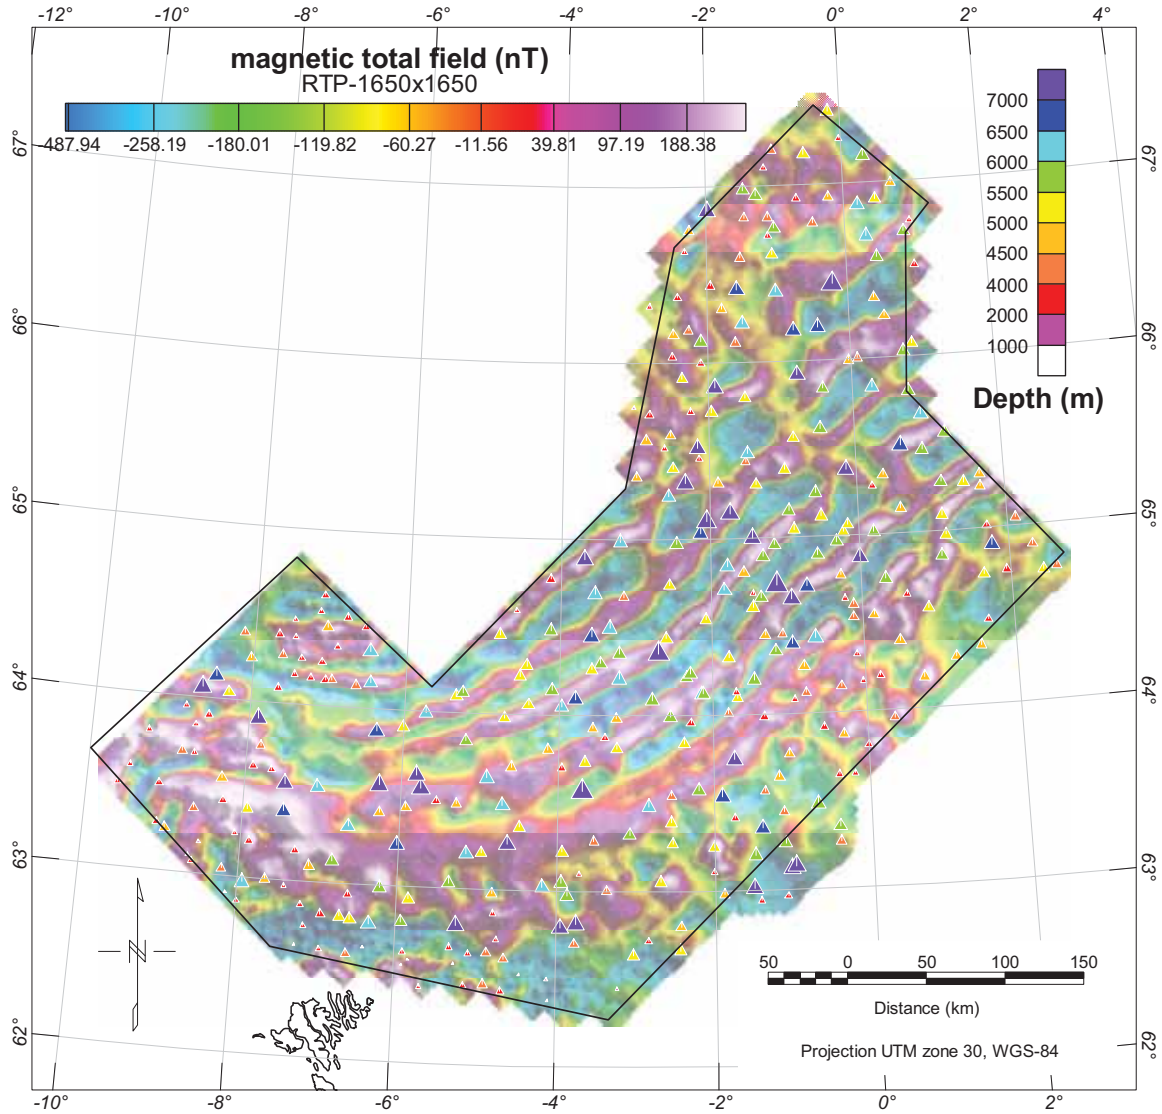 -12° -10° -8° -6° -4° -2° 0° 2° 4°
magnetic total field (nT)
RTP-1650x1650
-487.94 -258.19 -180.01 -119.82 -60.27 -11.56 39.81 97.19 188.38
7000
6500
6000
5500
5000
4500
4000
2000
1000
Depth (m)
67°
66°
65°
64°
63°
62°
67°
66°
65°
64°
63°
62°
N
50 0 50 100 150
Distance (km)
Projection UTM zone 30, WGS-84
-10° -8° -6° -4° -2° 0° 2°